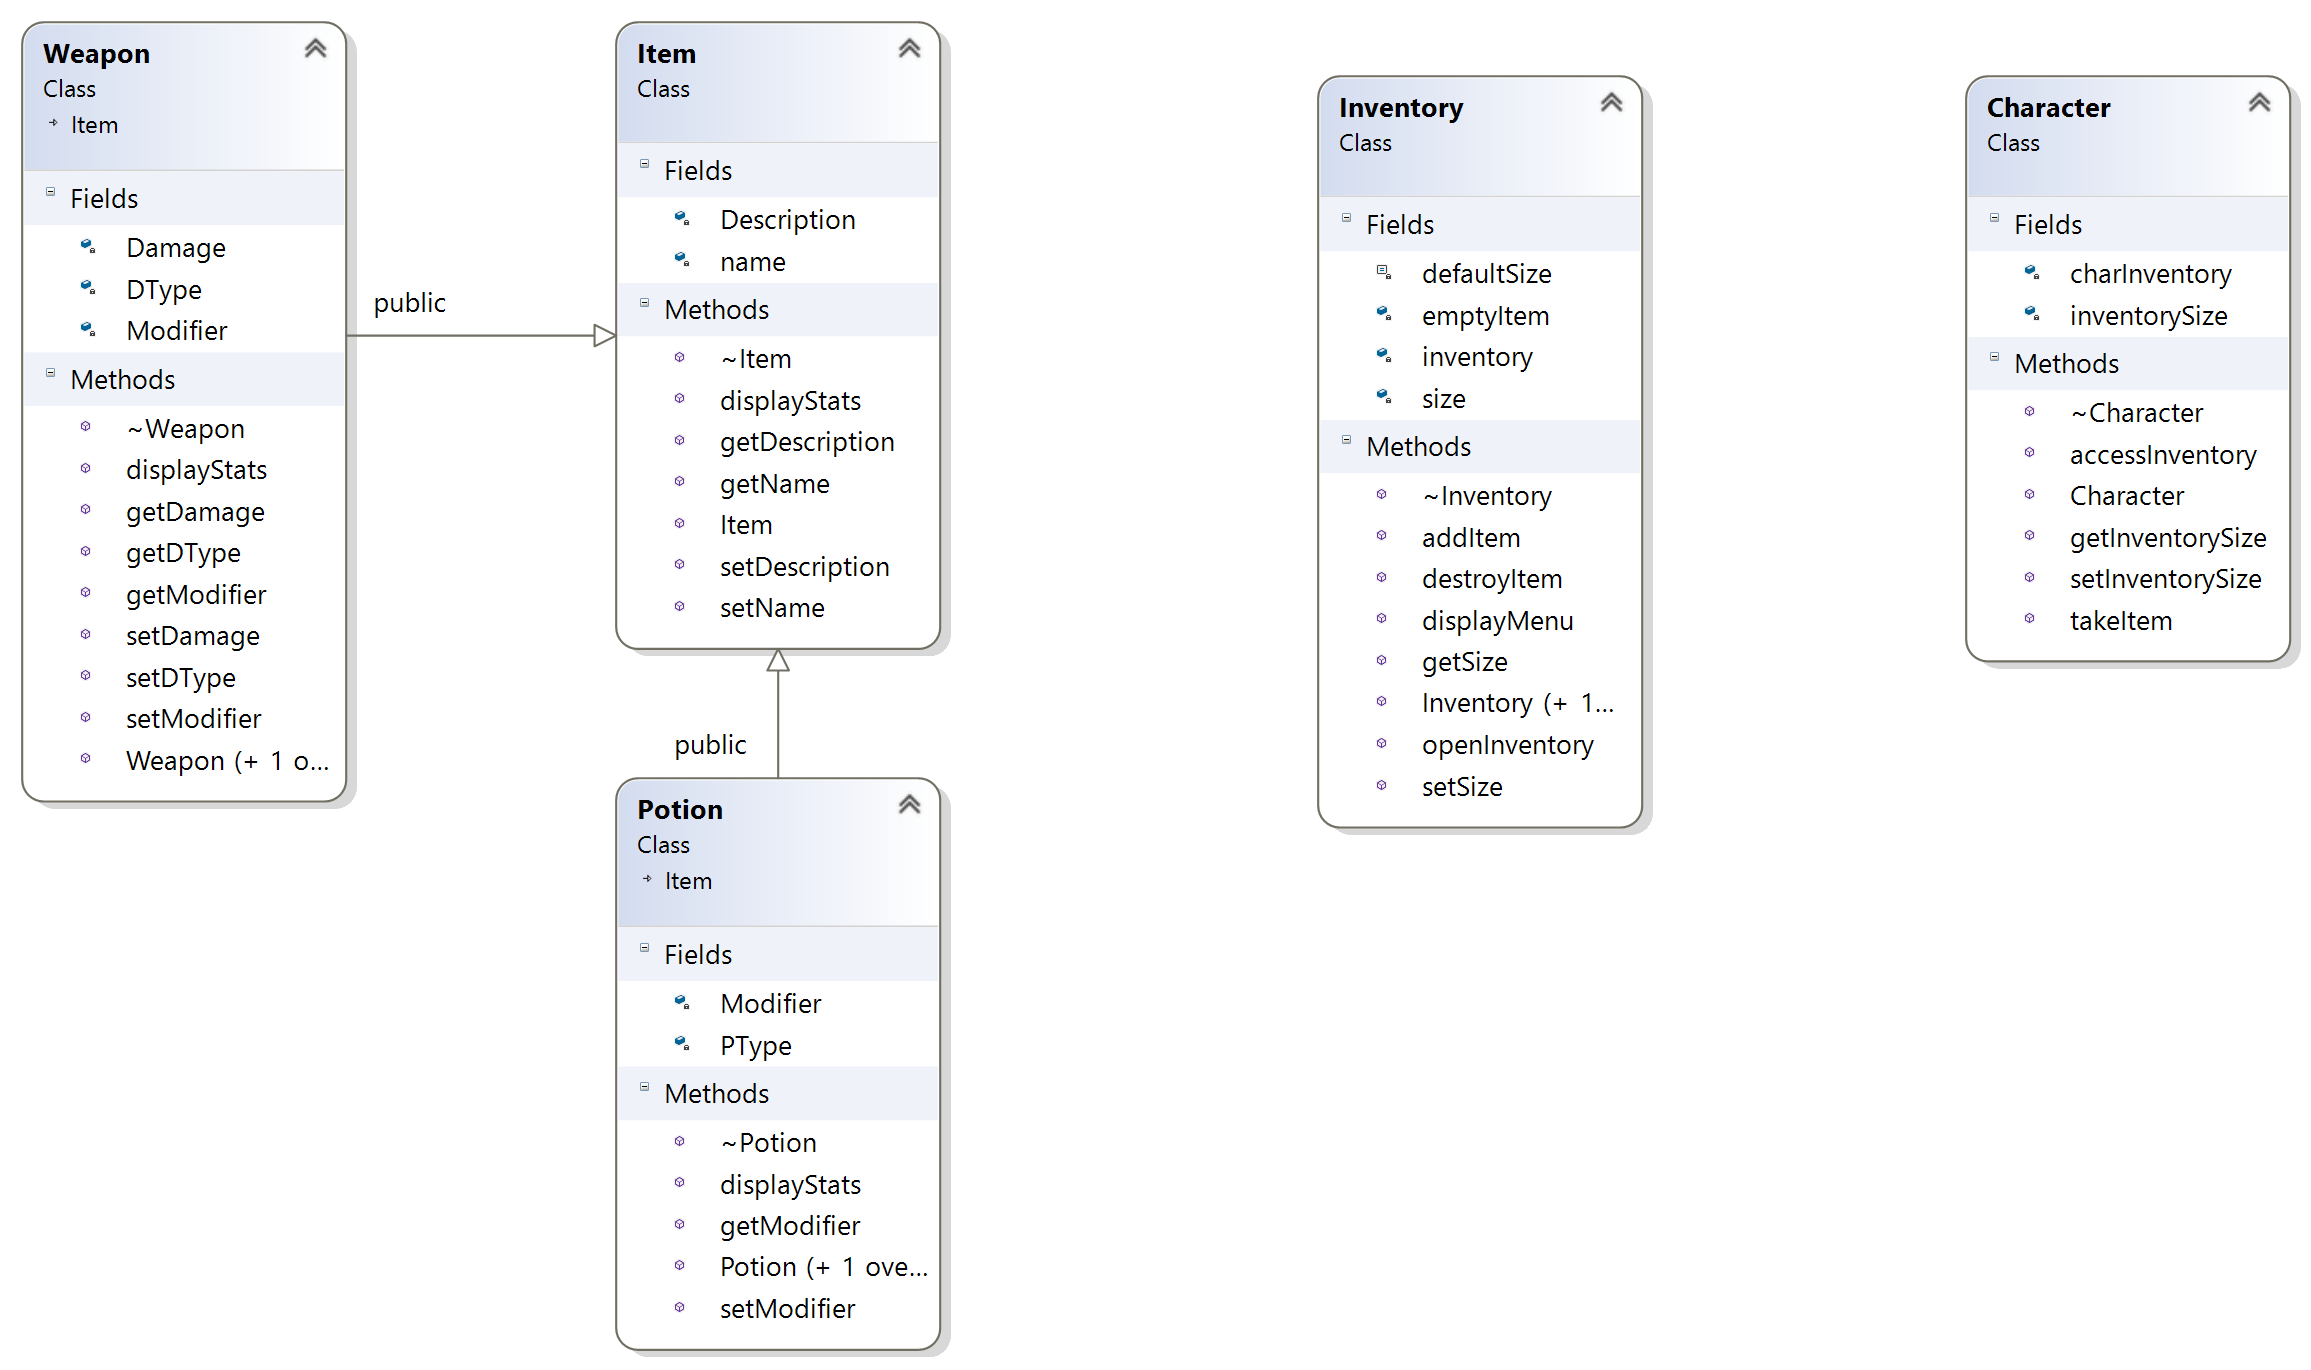 Weapon
Class
Item
Fields
Damage
DType
Modifier
Methods
~Weapon
displayStats
getDamage
getDType
getModifier
setDamage
setDType
setModifier
Weapon (+ 1 o...
public
Item
Class
Fields
Description
name
Methods
~Item
displayStats
getDescription
getName
Item
setDescription
setName
public
Potion
Class
Item
Fields
Modifier
PType
Methods
~Potion
displayStats
getModifier
Potion (+ 1 ove...
setModifier
Inventory
Class
Fields
defaultSize
emptyItem
inventory
size
Methods
~Inventory
addItem
destroyItem
displayMenu
getSize
Inventory (+ 1...
openInventory
setSize
Character
Class
Fields
charInventory
inventorySize
Methods
~Character
accessInventory
Character
getInventorySize
setInventorySize
takeItem